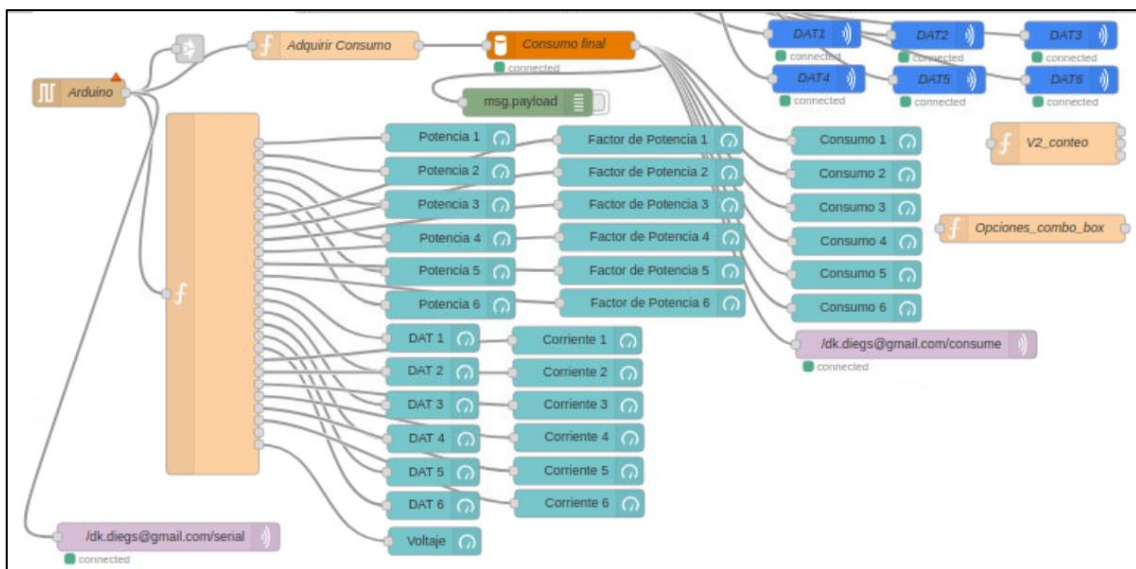 DAT1
DAT2
DAT3
connected
connected
connected
Adquirir Consumo
Consumo final
connected
DAT4
DAT5
DAT6
connected
connected
connected
Arduino
msg.payload
Potencia 1
Factor de Potencia 1
Consumo 1
V2_conteo
Potencia 2
Factor de Potencia 2
Consumo 2
Potencia 3
Factor de Potencia 3
Consumo 3
Opciones_combo_box
Potencia 4
Factor de Potencia 4
Consumo 4
Potencia 5
Factor de Potencia 5
Consumo 5
Potencia 6
Factor de Potencia 6
Consumo 6
DAT 1
Corriente 1
/dk.diegs@gmail.com/consume
connected
DAT 2
Corriente 2
DAT 3
Corriente 3
DAT 4
Corriente 4
DAT 5
Corriente 5
DAT 6
Corriente 6
/dk.diegs@gmail.com/serial
connected
Voltaje